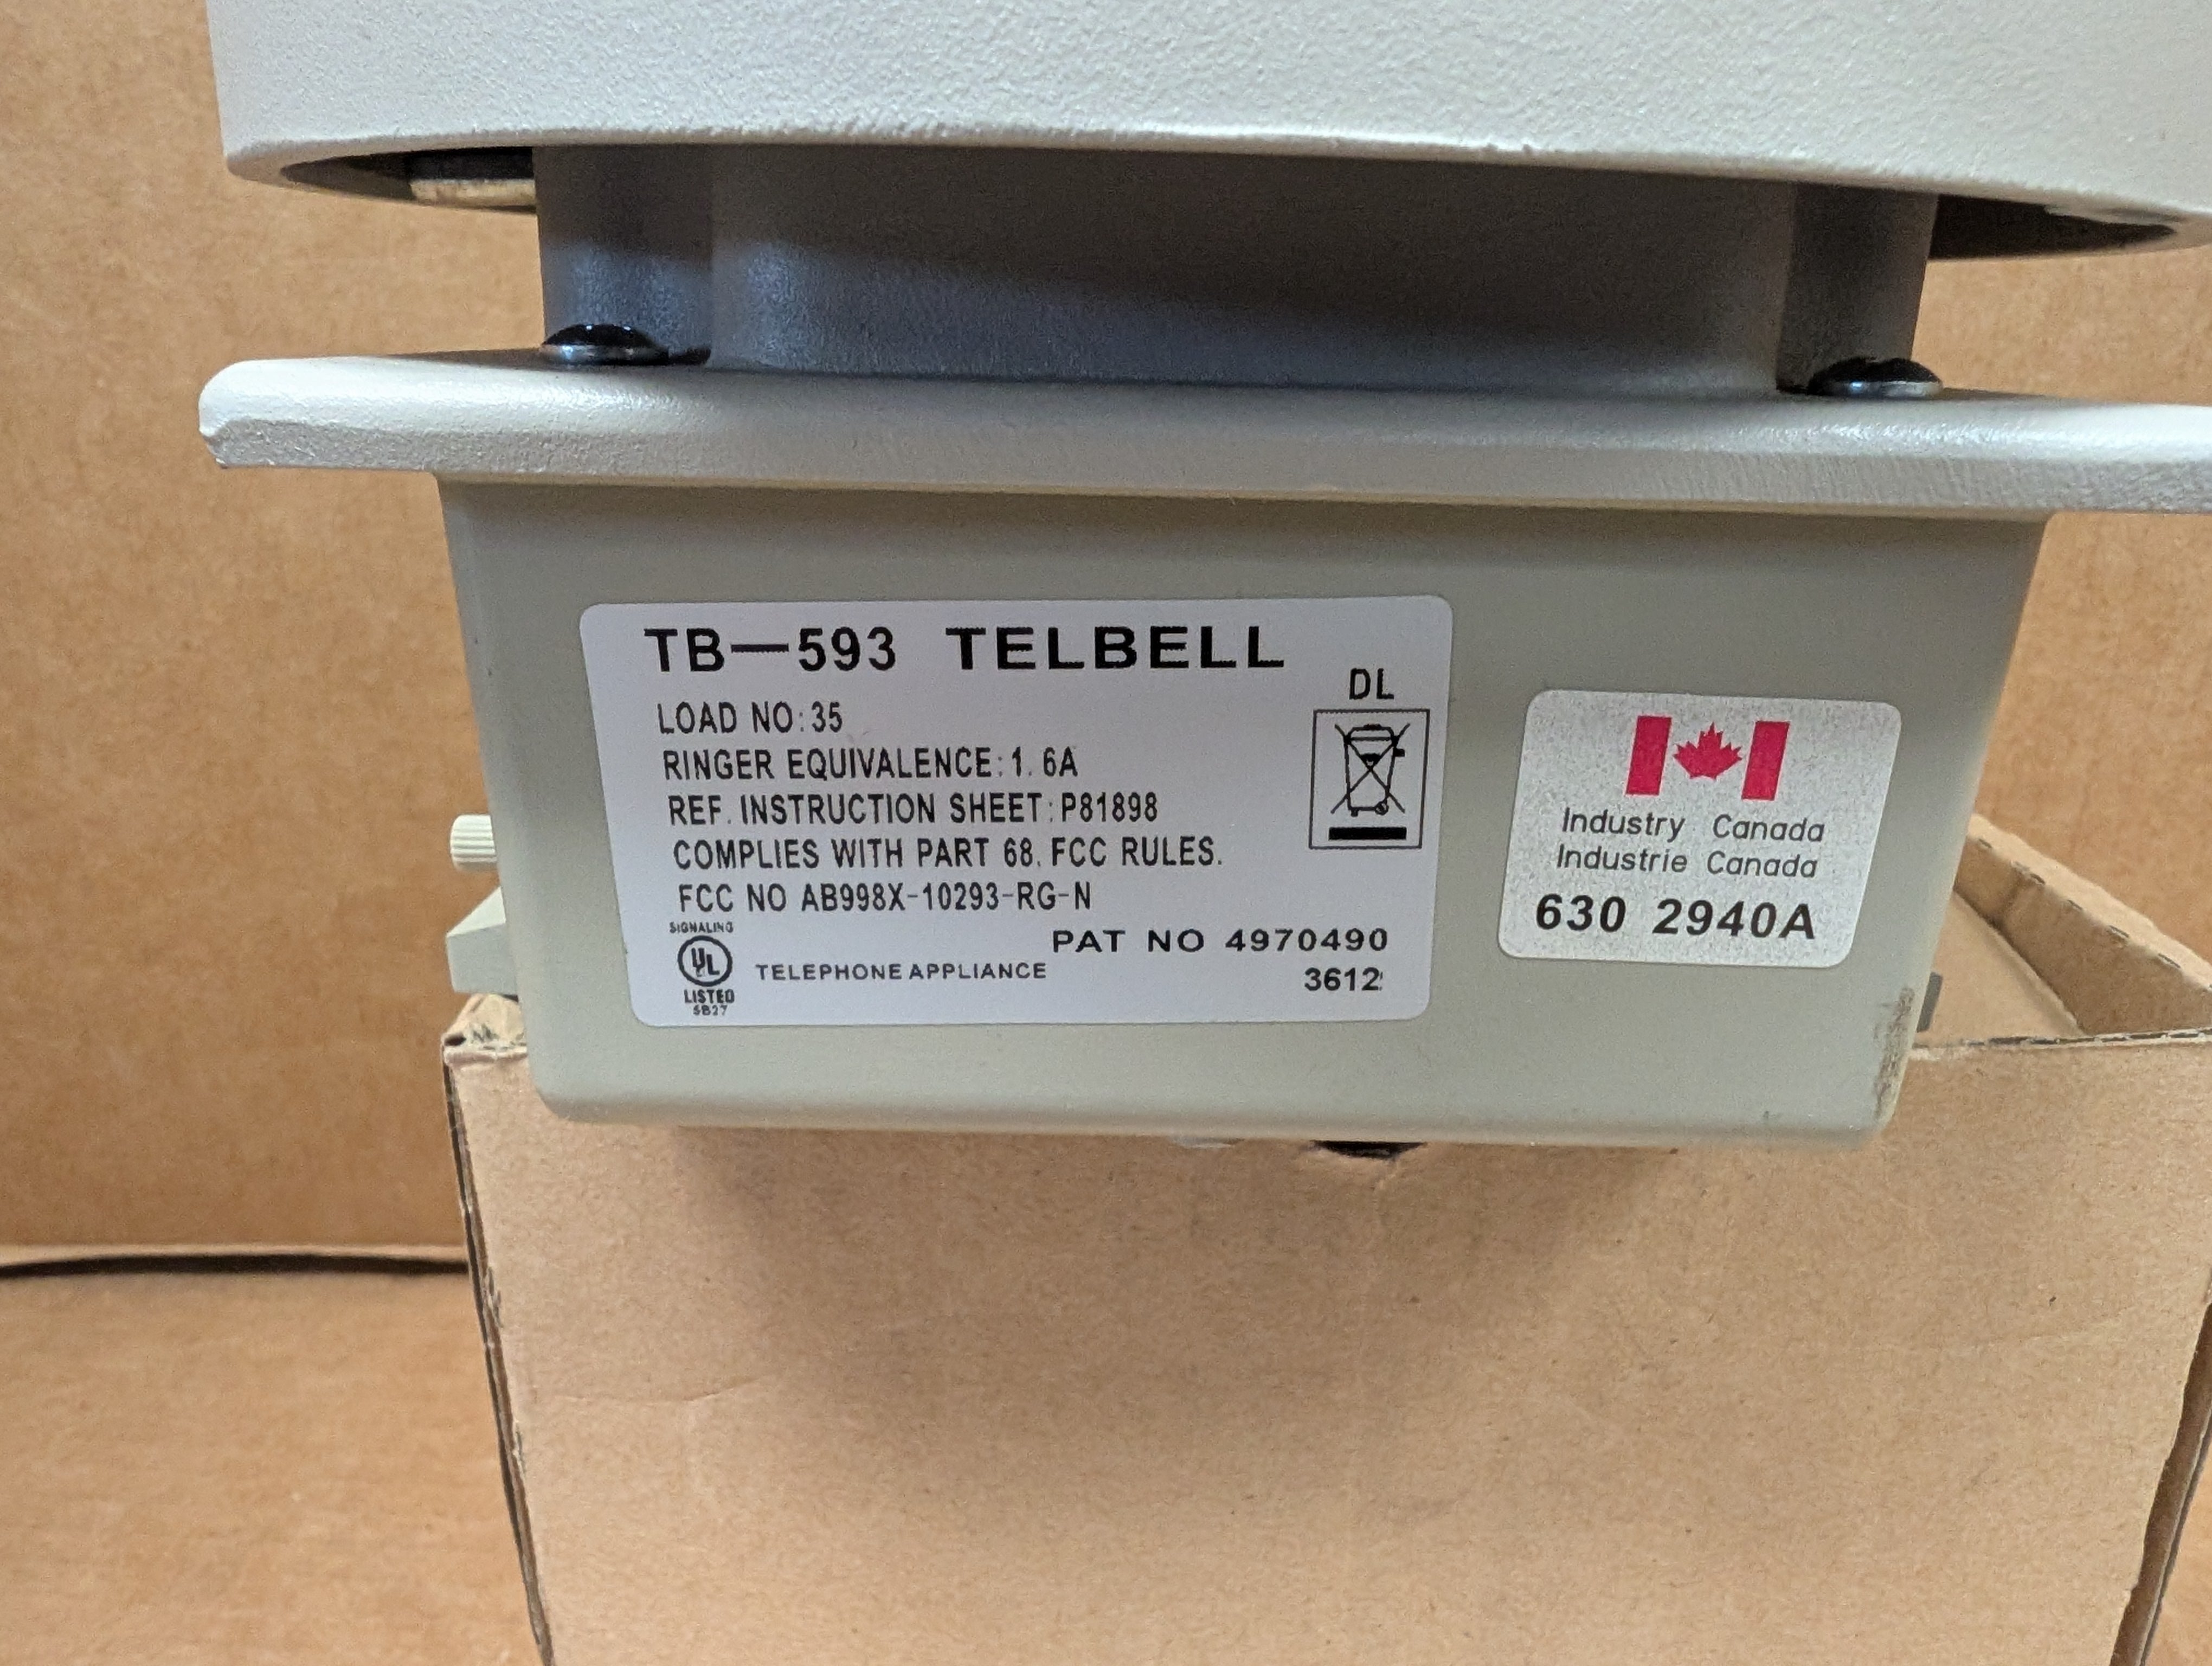 TB—593 TELBELL
LOAD NO:35
RINGER EQUIVALENCE:1.6A
REF. INSTRUCTION SHEET:P81898
COMPLIES WITH PART 68. FCC RULES.
FCC NO AB998X-10293-RG-N
DL
SIGNALING
UL
LISTED
5B27
TELEPHONE APPLIANCE
PAT NO 4970490
3612
Industry Canada
Industrie Canada
630 2940A